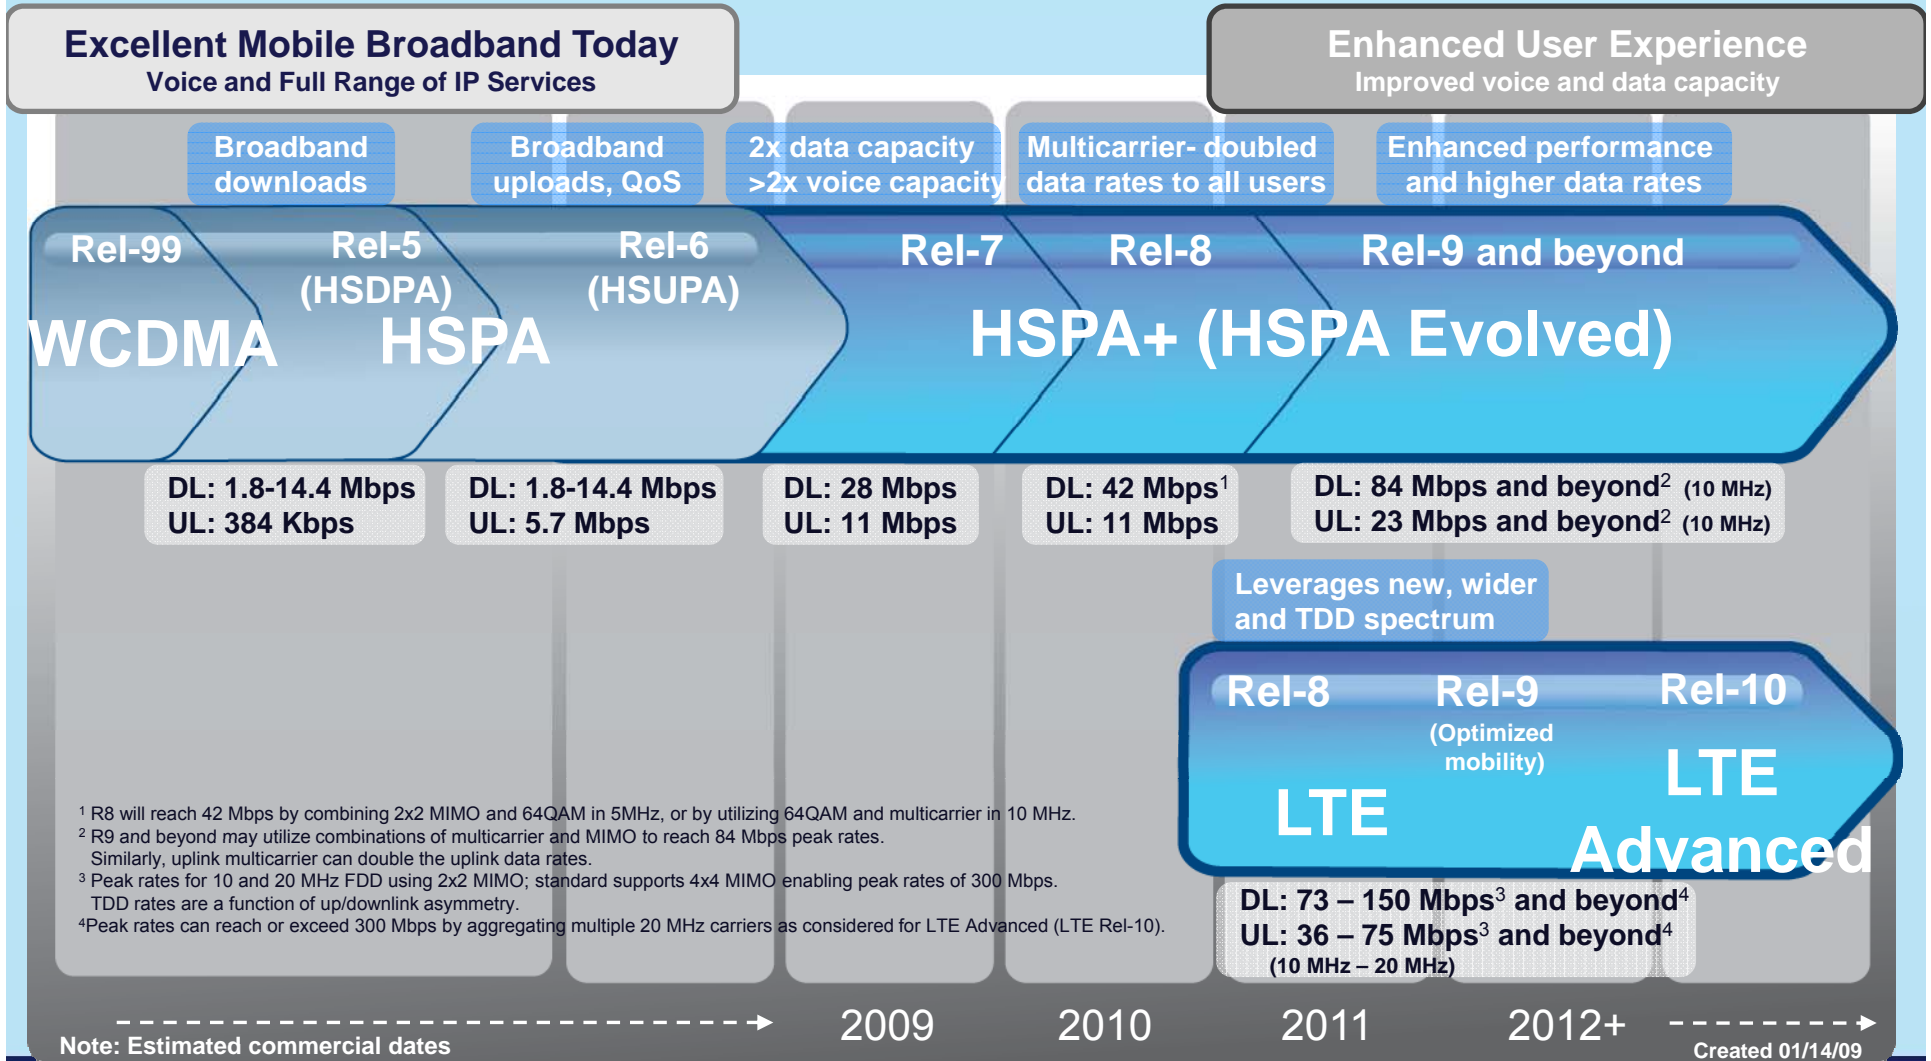 Excellent Mobile Broadband Today
Voice and Full Range of IP Services
Enhanced User Experience
Improved voice and data capacity
Broadband
downloads
Broadband
uploads, QoS
2x data capacity
>2x voice capacity
Multicarrier- doubled
data rates to all users
Enhanced performance
and higher data rates
Rel-99
WCDMA
Rel-5
(HSDPA)
Rel-6
(HSUPA)
HSPA
Rel-7
Rel-8
Rel-9 and beyond
HSPA+ (HSPA Evolved)
DL: 1.8-14.4 Mbps
UL: 384 Kbps
DL: 1.8-14.4 Mbps
UL: 5.7 Mbps
DL: 28 Mbps
UL: 11 Mbps
DL: 42 Mbps¹
UL: 11 Mbps
DL: 84 Mbps and beyond² (10 MHz)
UL: 23 Mbps and beyond² (10 MHz)
Leverages new, wider
and TDD spectrum
Rel-8
Rel-9
(Optimized
mobility)
Rel-10
LTE
LTE
Advanced
DL: 73 – 150 Mbps³ and beyond⁴
UL: 36 – 75 Mbps³ and beyond⁴
(10 MHz – 20 MHz)
¹ R8 will reach 42 Mbps by combining 2x2 MIMO and 64QAM in 5MHz, or by utilizing 64QAM and multicarrier in 10 MHz.
² R9 and beyond may utilize combinations of multicarrier and MIMO to reach 84 Mbps peak rates.
Similarly, uplink multicarrier can double the uplink data rates.
³ Peak rates for 10 and 20 MHz FDD using 2x2 MIMO; standard supports 4x4 MIMO enabling peak rates of 300 Mbps.
TDD rates are a function of up/downlink asymmetry.
⁴Peak rates can reach or exceed 300 Mbps by aggregating multiple 20 MHz carriers as considered for LTE Advanced (LTE Rel-10).
2009
2010
2011
2012+
Note: Estimated commercial dates
Created 01/14/09